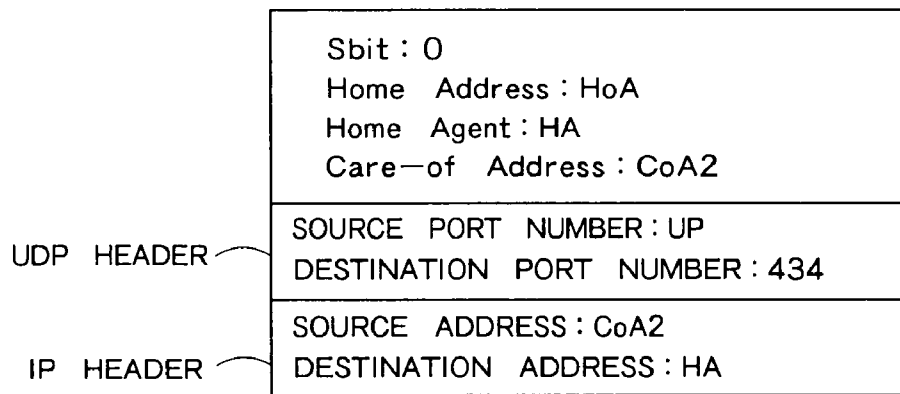 Sbit : 0
Home Address : HoA
Home Agent : HA
Care-of Address : CoA2
UDP HEADER
SOURCE PORT NUMBER : UP
DESTINATION PORT NUMBER : 434
IP HEADER
SOURCE ADDRESS : CoA2
DESTINATION ADDRESS : HA